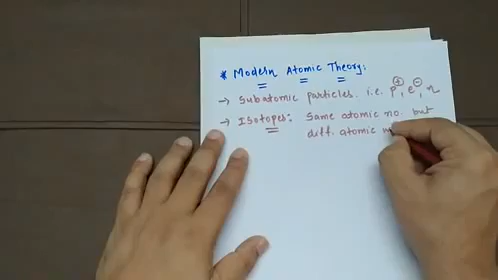 * Modern Atomic Theory:
→ Subatomic particles. i.e. p⊕, e⊖, n
→ Isotopes: Same atomic no. but
diff. atomic